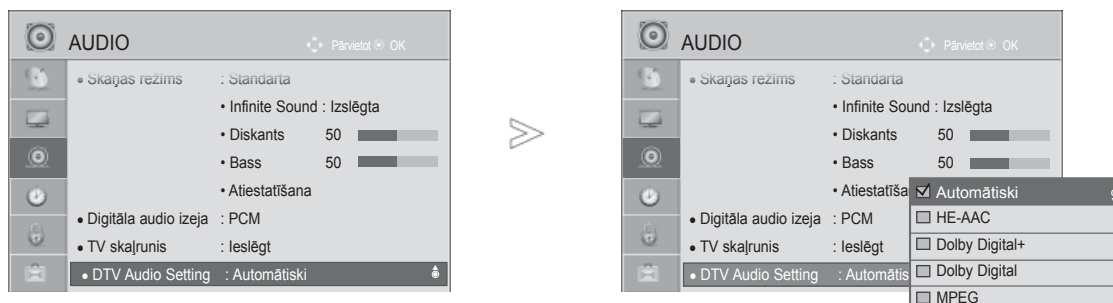 AUDIO
Pārvietot OK
• Skaņas režīms : Standarta
• Infinite Sound : Izslēgta
• Diskants 50
• Bass 50
• Atiestatīšana
• Digitāla audio izeja : PCM
• TV skaļrunis : Ieslēgt
• DTV Audio Setting : Automātiski
AUDIO
Pārvietot OK
• Skaņas režīms : Standarta
• Infinite Sound : Izslēgta
• Diskants 50
• Bass 50
• Atiestatīša
• Digitāla audio izeja : PCM
• TV skaļrunis : Ieslēgt
• DTV Audio Setting : Automātis
Automātiski
HE-AAC
Dolby Digital+
Dolby Digital
MPEG